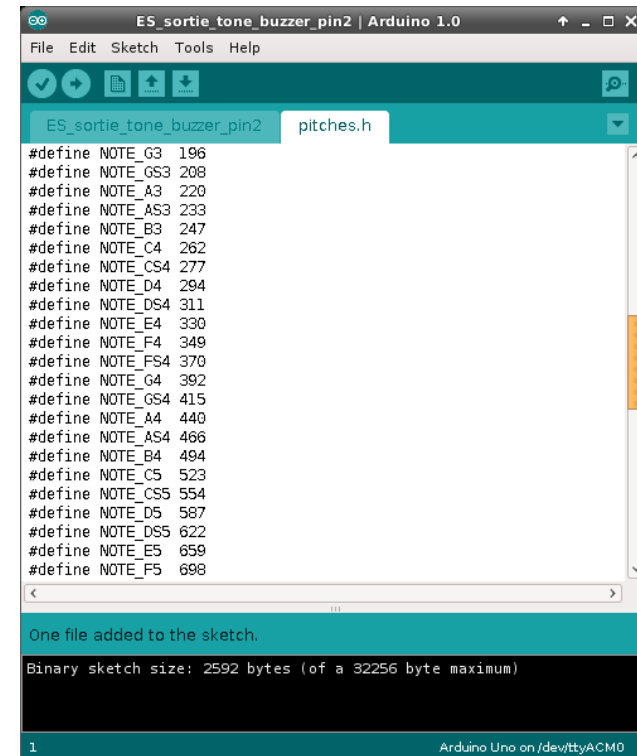 ES_sortie_tone_buzzer_pin2 | Arduino 1.0
File Edit Sketch Tools Help
ES_sortie_tone_buzzer_pin2 pitches.h
#define NOTE_G3 196
#define NOTE_GS3 208
#define NOTE_A3 220
#define NOTE_AS3 233
#define NOTE_B3 247
#define NOTE_C4 262
#define NOTE_CS4 277
#define NOTE_D4 294
#define NOTE_DS4 311
#define NOTE_E4 330
#define NOTE_F4 349
#define NOTE_FS4 370
#define NOTE_G4 392
#define NOTE_GS4 415
#define NOTE_A4 440
#define NOTE_AS4 466
#define NOTE_B4 494
#define NOTE_C5 523
#define NOTE_CS5 554
#define NOTE_D5 587
#define NOTE_DS5 622
#define NOTE_E5 659
#define NOTE_F5 698
One file added to the sketch.
Binary sketch size: 2592 bytes (of a 32256 byte maximum)
1 Arduino Uno on /dev/ttyACM0